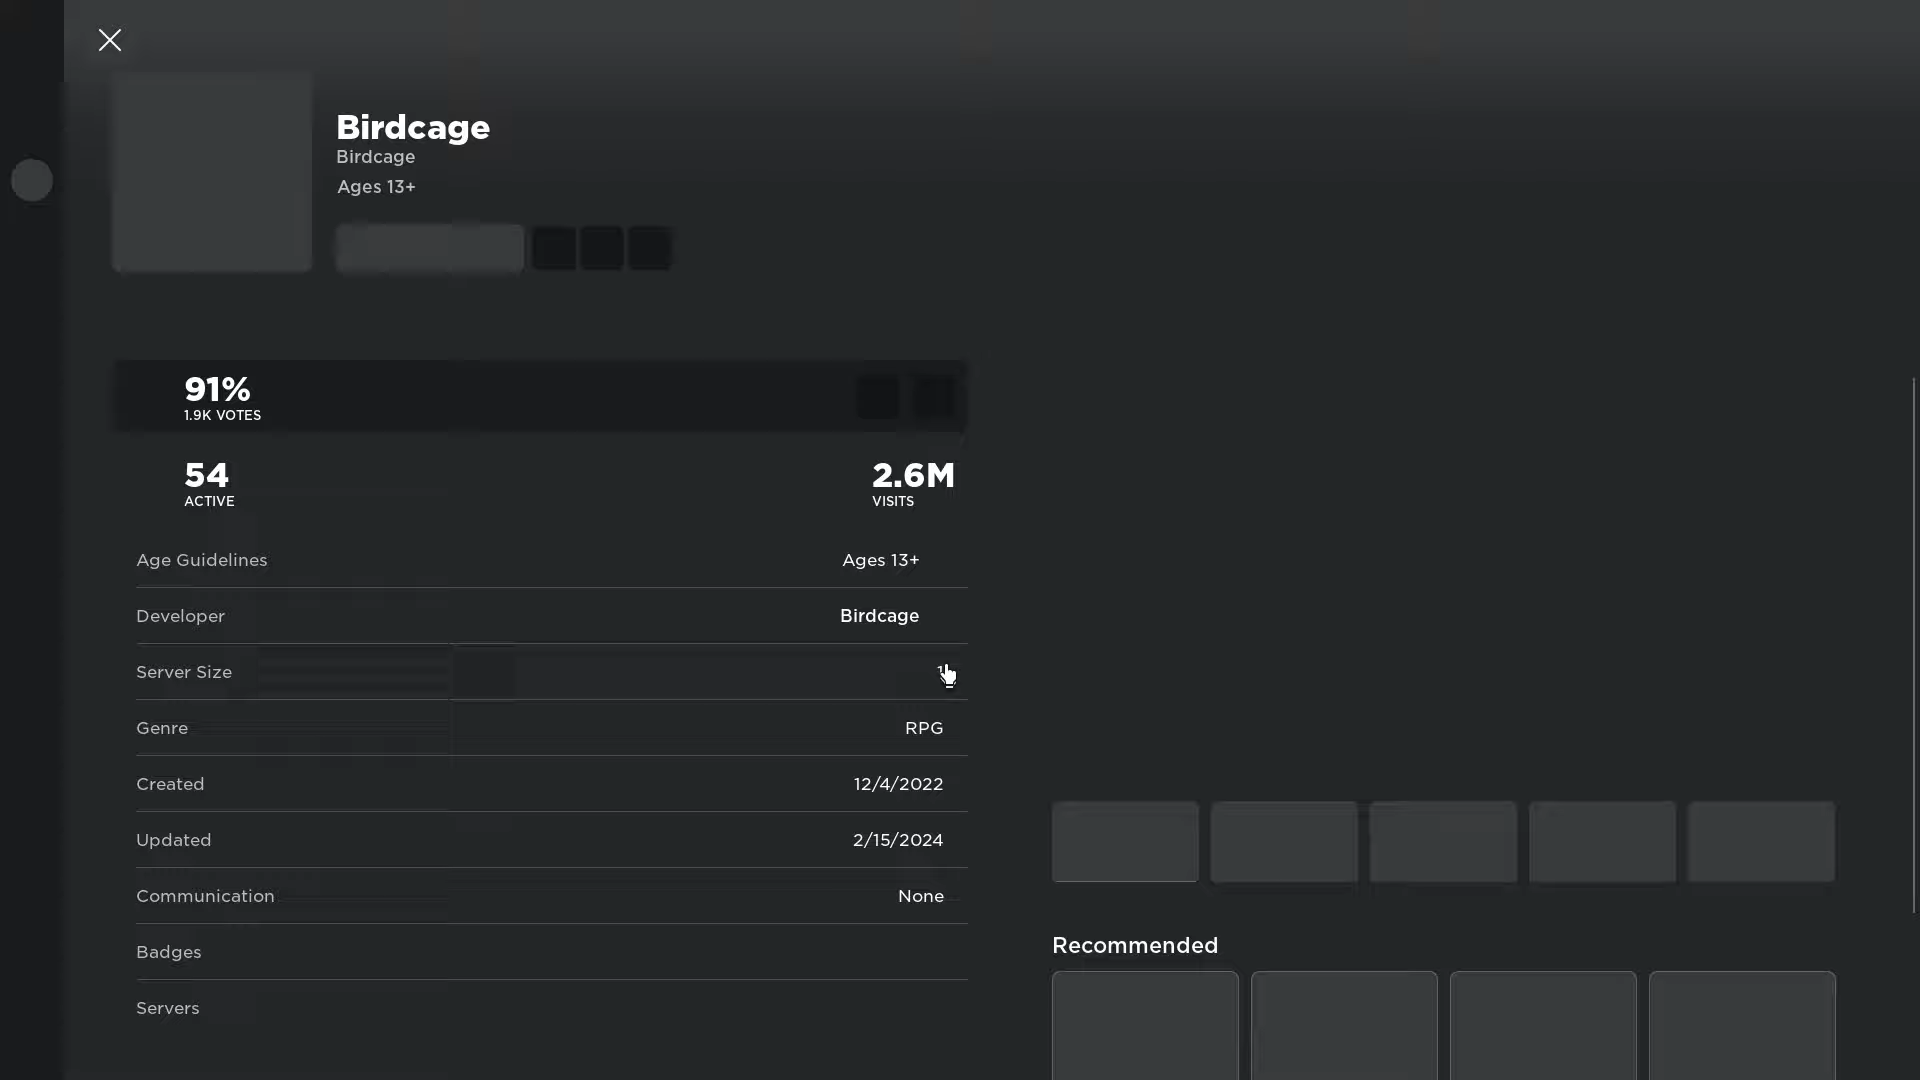 Birdcage
Birdcage
Ages 13+
91%
1.9K VOTES
54
ACTIVE
2.6M
VISITS
Age Guidelines
Ages 13+
Developer
Birdcage
Server Size
Genre
RPG
Created
12/4/2022
Updated
2/15/2024
Communication
None
Badges
Servers
Recommended